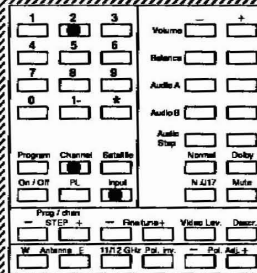 1 2 3
– +
Volume
4 5 6
Balance
7 8 9
Audio A
0 1- *
Audio B
Audio
Step
Program Channel Satellite Normal Dolby
On / Off PL Input N J17 Mute
Prog / chan
– STEP + – Finetune + Video Lev. Descr.
W Antenna E 11/12 GHz Pol. inv. – Pol. Adj. +